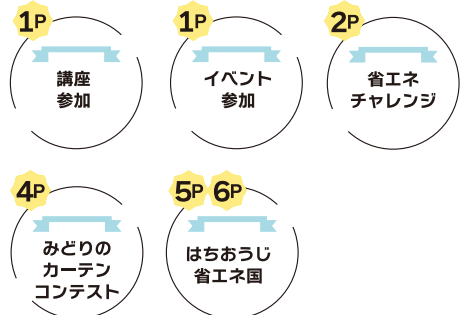 1P
講座
参加
1P
イベント
参加
2P
省エネ
チャレンジ
4P
みどりの
カーテン
コンテスト
5P 6P
はちおうじ
省エネ国